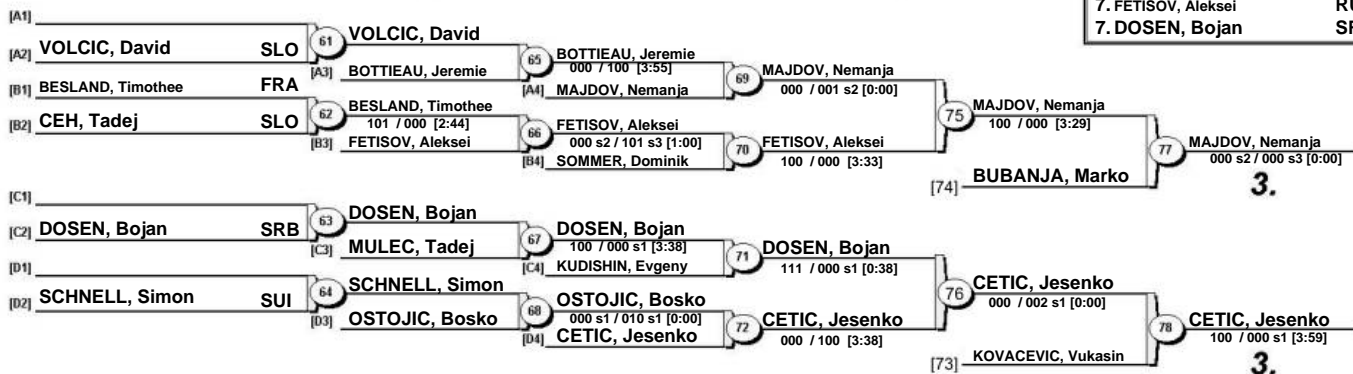 7. FETISOV, Aleksei
7. DOSEN, Bojan
[A1]
[A2] VOLCIC, David SLO
61
VOLCIC, David
[A3] BOTTIEAU, Jeremie
65
BOTTIEAU, Jeremie
000 / 100 [3:55]
[A4] MAJDOV, Nemanja
69
MAJDOV, Nemanja
000 / 001 s2 [0:00]
[B1] BESLAND, Timothee FRA
[B2] CEH, Tadej SLO
62
BESLAND, Timothee
101 / 000 [2:44]
[B3] FETISOV, Aleksei
66
FETISOV, Aleksei
000 s2 / 101 s3 [1:00]
[B4] SOMMER, Dominik
70
FETISOV, Aleksei
100 / 000 [3:33]
75
MAJDOV, Nemanja
100 / 000 [3:29]
[74] BUBANJA, Marko
77
MAJDOV, Nemanja
000 s2 / 000 s3 [0:00]
3.
[C1]
[C2] DOSEN, Bojan SRB
63
DOSEN, Bojan
[C3] MULEC, Tadej
67
DOSEN, Bojan
100 / 000 s1 [3:38]
[C4] KUDISHIN, Evgeny
71
DOSEN, Bojan
111 / 000 s1 [0:38]
[D1]
[D2] SCHNELL, Simon SUI
64
SCHNELL, Simon
[D3] OSTOJIC, Bosko
68
OSTOJIC, Bosko
000 s1 / 010 s1 [0:00]
[D4] CETIC, Jesenko
72
CETIC, Jesenko
000 / 100 [3:38]
76
CETIC, Jesenko
000 / 002 s1 [0:00]
[73] KOVACEVIC, Vukasin
78
CETIC, Jesenko
100 / 000 s1 [3:59]
3.